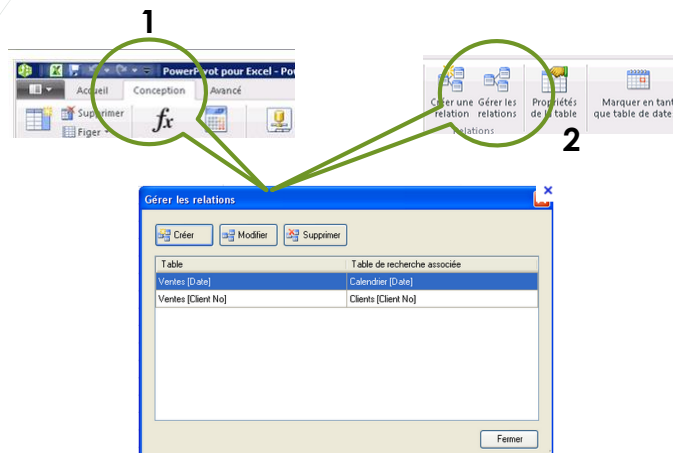 1
PowerPivot pour Excel - Po
Accueil Conception Avancé
Supprimer
Figer
fx
Créer une relation Gérer les relations Propriétés de la table Marquer en tant que table de date
Relations
2
Gérer les relations
Créer Modifier Supprimer
Table Table de recherche associée
Ventes [Date] Calendrier [Date]
Ventes [Client No] Clients [Client No]
Fermer